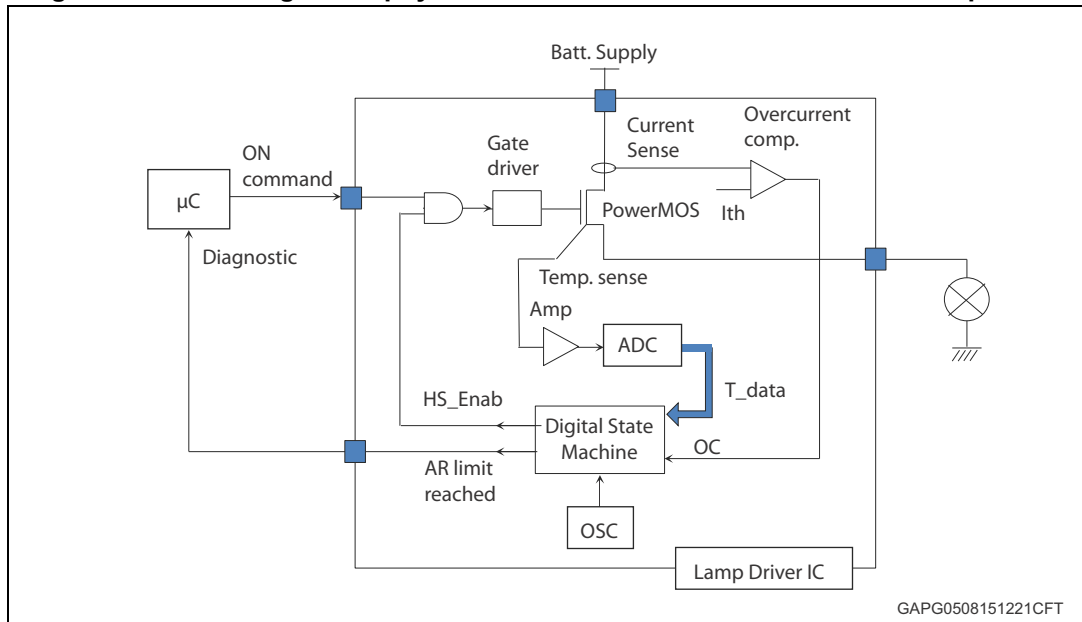 Batt. Supply
Overcurrent
comp.
Current
Sense
Gate
driver
ON
command
µC
Ith
PowerMOS
Diagnostic
Temp. sense
Amp
ADC
T_data
HS_Enab
Digital State
Machine
OC
AR limit
reached
OSC
Lamp Driver IC
GAPG0508151221CFT